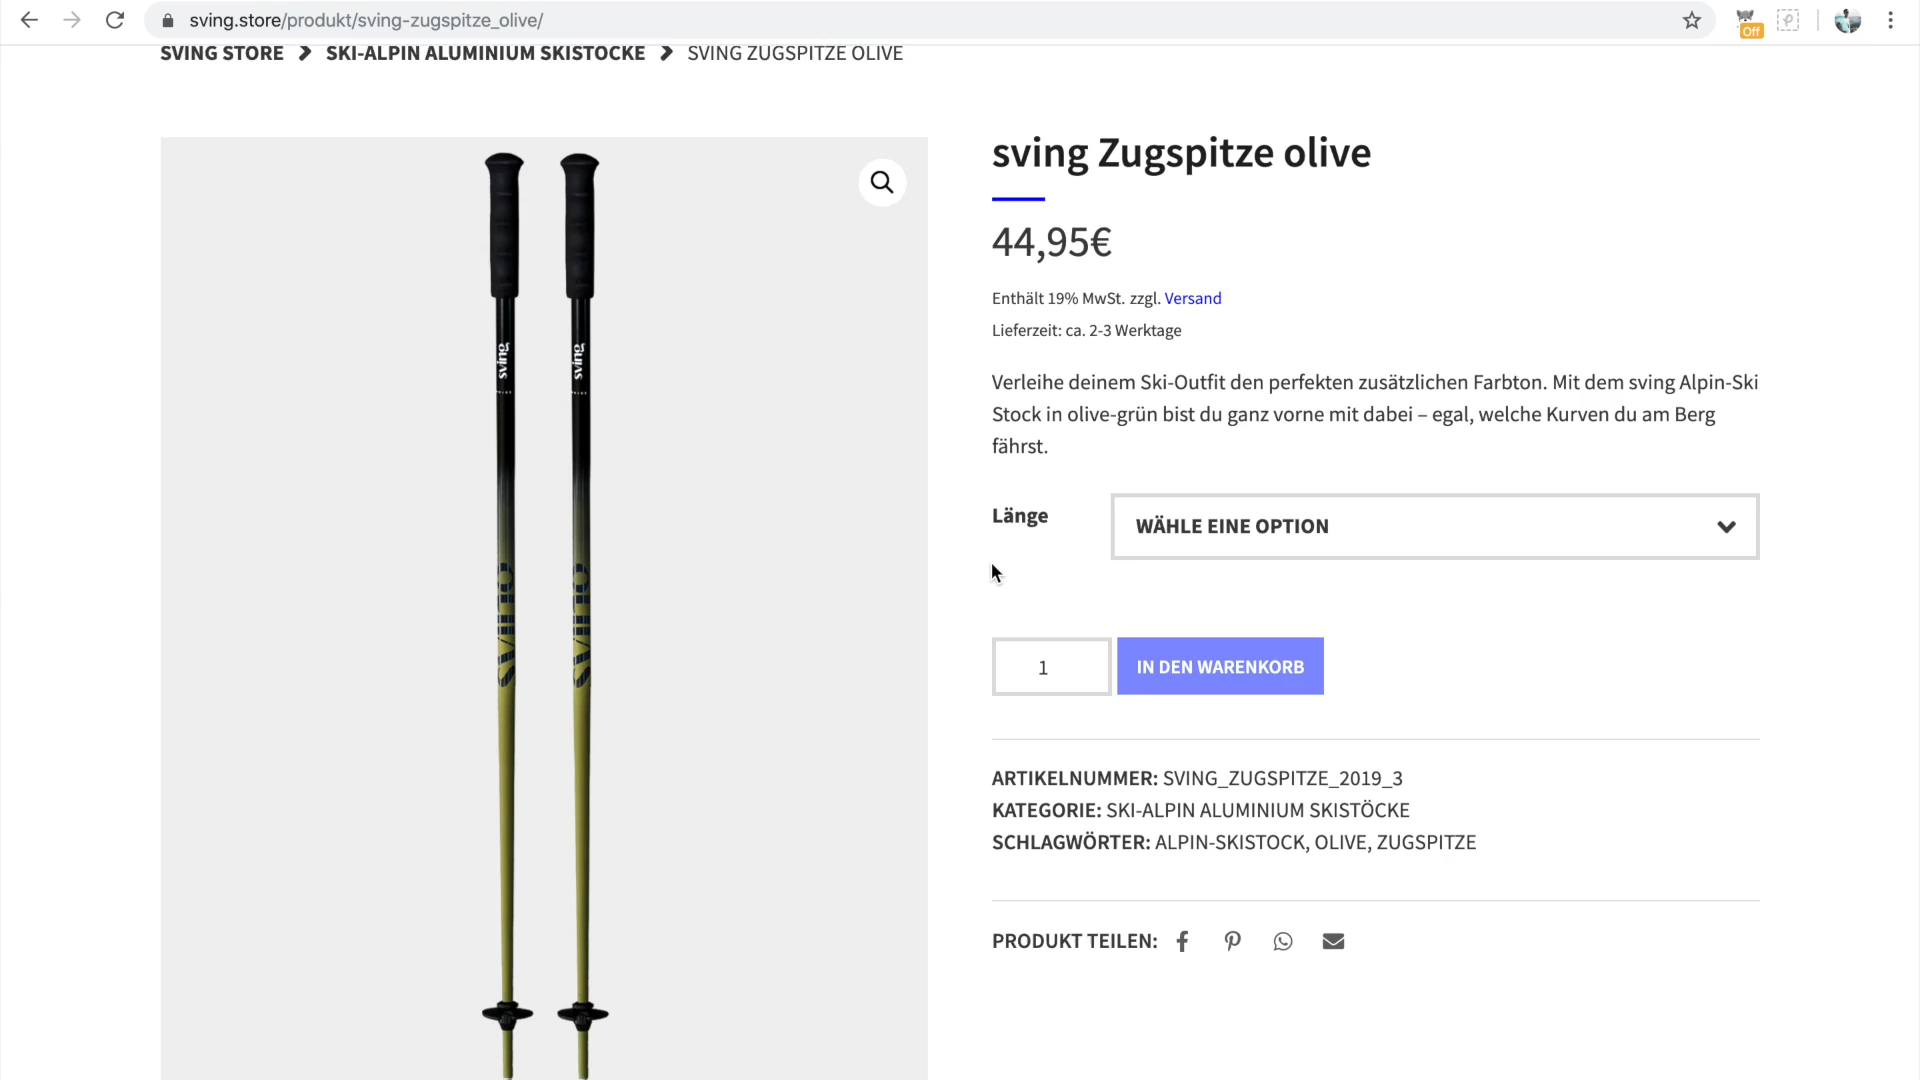 sving.store/produkt/sving-zugspitze_olive/
Off
SVING STORE > SKI-ALPIN ALUMINIUM SKISTÖCKE > SVING ZUGSPITZE OLIVE
sving Zugspitze olive
44,95€
Enthält 19% MwSt. zzgl. Versand
Lieferzeit: ca. 2-3 Werktage
Verleihe deinem Ski-Outfit den perfekten zusätzlichen Farbton. Mit dem sving Alpin-Ski
Stock in olive-grün bist du ganz vorne mit dabei – egal, welche Kurven du am Berg
fährst.
Länge
WÄHLE EINE OPTION
1
IN DEN WARENKORB
ARTIKELNUMMER: SVING_ZUGSPITZE_2019_3
KATEGORIE: SKI-ALPIN ALUMINIUM SKISTÖCKE
SCHLAGWÖRTER: ALPIN-SKISTOCK, OLIVE, ZUGSPITZE
PRODUKT TEILEN:
sving
sving